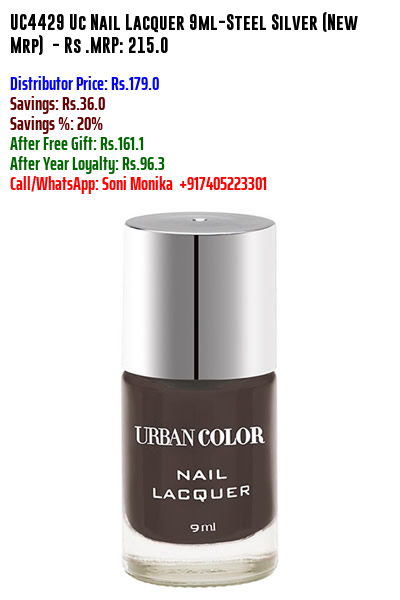 UC4429 Uc Nail Lacquer 9ml-Steel Silver (New
Mrp) - Rs .MRP: 215.0
Distributor Price: Rs.179.0
Savings: Rs.36.0
Savings %: 20%
After Free Gift: Rs.161.1
After Year Loyalty: Rs.96.3
Call/WhatsApp: Soni Monika +917405223301
URBAN COLOR
NAIL
LACQUER
9ml